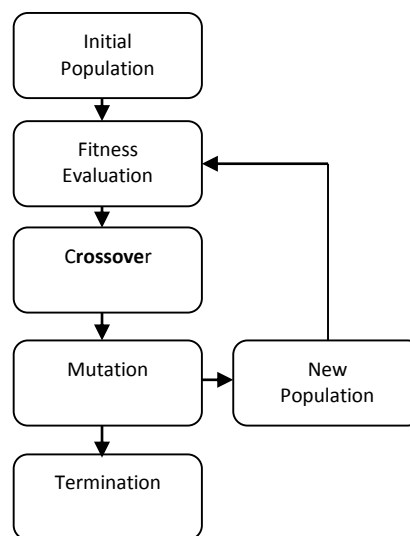 Initial
Population
Fitness
Evaluation
Crossover
Mutation
New
Population
Termination